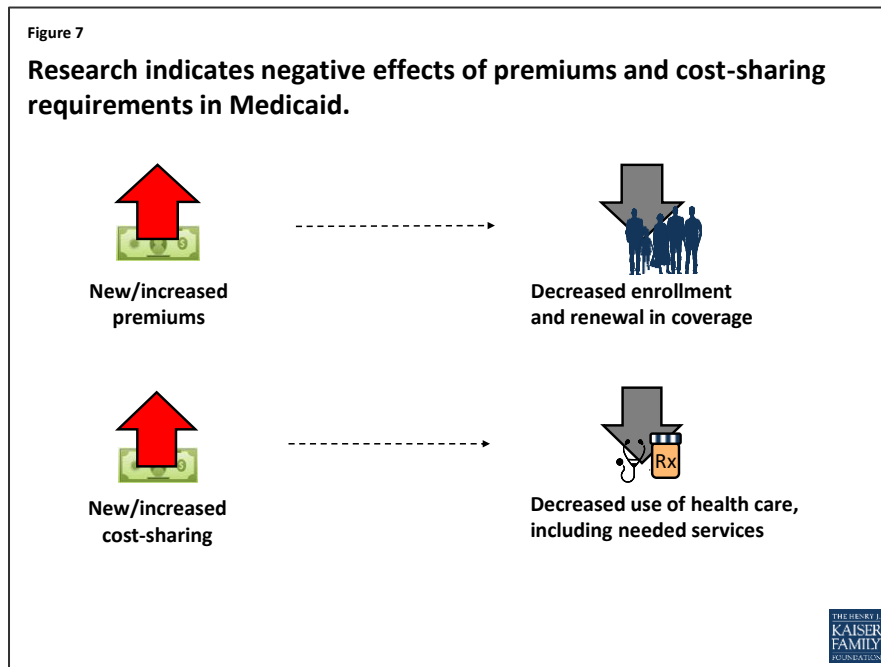 Figure 7
Research indicates negative effects of premiums and cost-sharing
requirements in Medicaid.
New/increased
premiums
Decreased enrollment
and renewal in coverage
Rx
New/increased
cost-sharing
Decreased use of health care,
including needed services
THE HENRY J.
KAISER
FAMILY
FOUNDATION